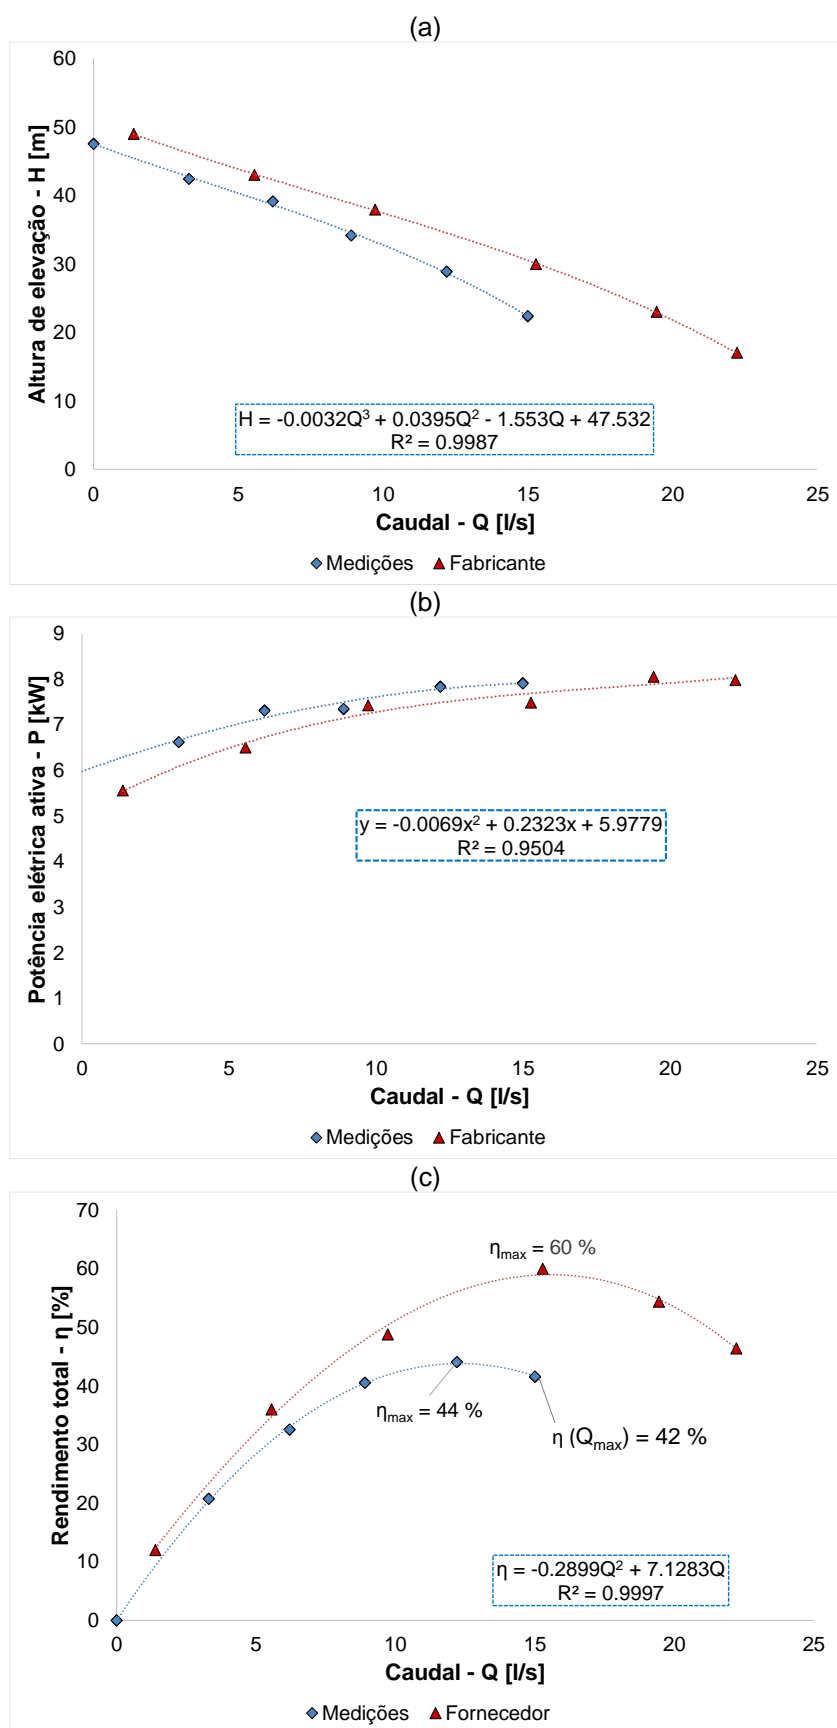 (a)
Altura de elevação - H [m]
60
50
40
30
20
10
0
H = -0.0032Q³ + 0.0395Q² - 1.553Q + 47.532
R² = 0.9987
0 5 10 15 20 25
Caudal - Q [l/s]
Medições Fabricante
(b)
Potência elétrica ativa - P [kW]
9
8
7
6
5
4
3
2
1
0
y = -0.0069x² + 0.2323x + 5.9779
R² = 0.9504
0 5 10 15 20 25
Caudal - Q [l/s]
Medições Fabricante
(c)
Rendimento total - η [%]
70
60
50
40
30
20
10
0
ηmax = 60 %
ηmax = 44 %
η (Qmax) = 42 %
η = -0.2899Q² + 7.1283Q
R² = 0.9997
0 5 10 15 20 25
Caudal - Q [l/s]
Medições Fornecedor